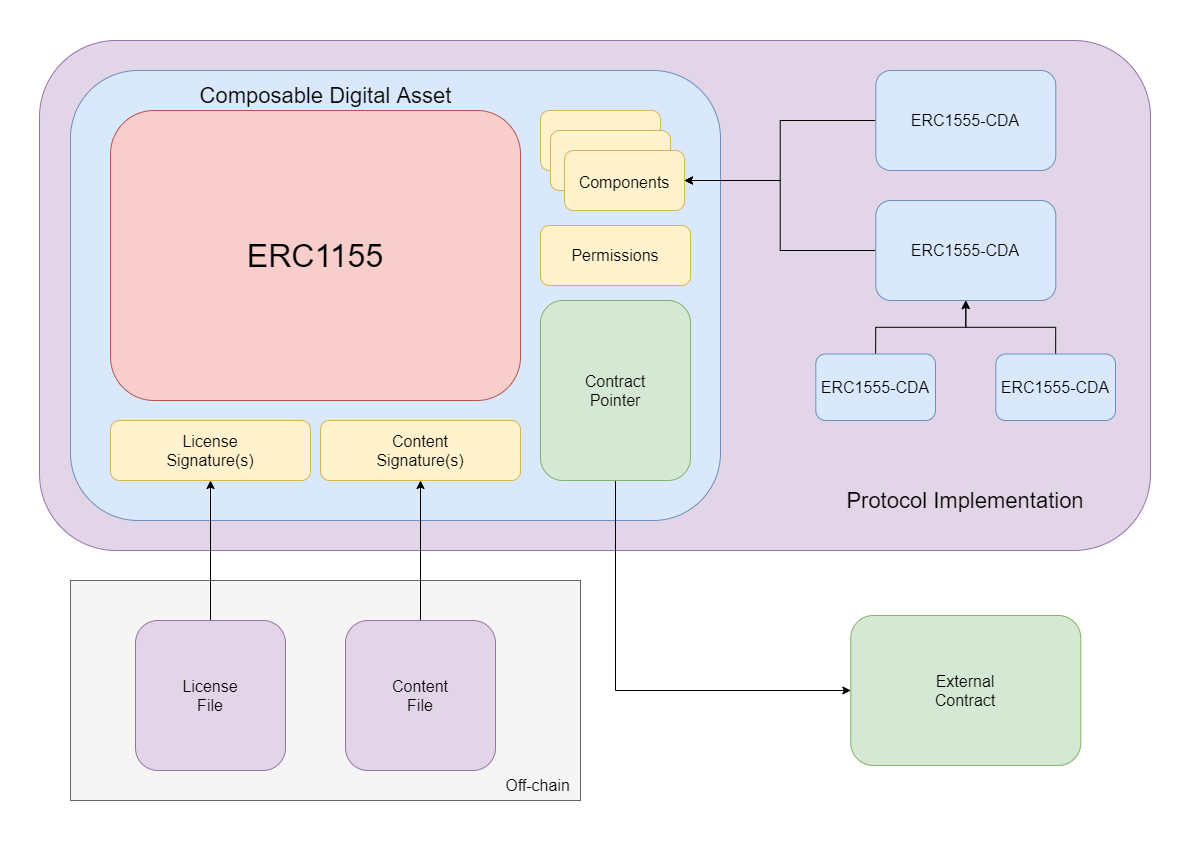 Composable Digital Asset
ERC1155
Components
Permissions
Contract
Pointer
License
Signature(s)
Content
Signature(s)
ERC1555-CDA
ERC1555-CDA
ERC1555-CDA
ERC1555-CDA
Protocol Implementation
License
File
Content
File
Off-chain
External
Contract